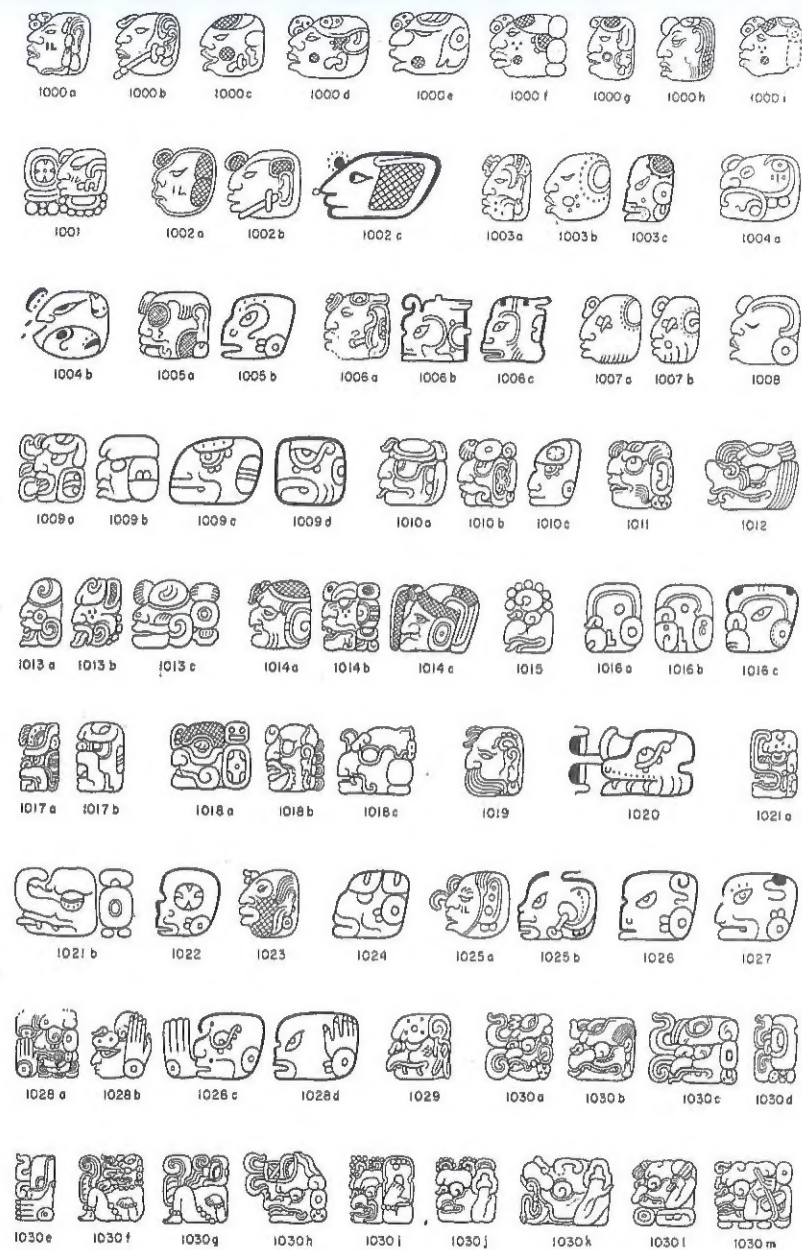 1000a 1000b 1000c 1000d 1000e 1000f 1000g 1000h 1000i
1001 1002a 1002b 1002c 1003a 1003b 1003c 1004a
1004b 1005a 1005b 1006a 1006b 1006c 1007a 1007b 1008
1009a 1009b 1009c 1009d 1010a 1010b 1010c 1011 1012
1013a 1013b 1013c 1014a 1014b 1014c 1015 1016a 1016b 1016c
1017a 1017b 1018a 1018b 1018c 1019 1020 1021a
1021b 1022 1023 1024 1025a 1025b 1026 1027
1028a 1028b 1028c 1028d 1029 1030a 1030b 1030c 1030d
1030e 1030f 1030g 1030h 1030i 1030j 1030k 1030l 1030m